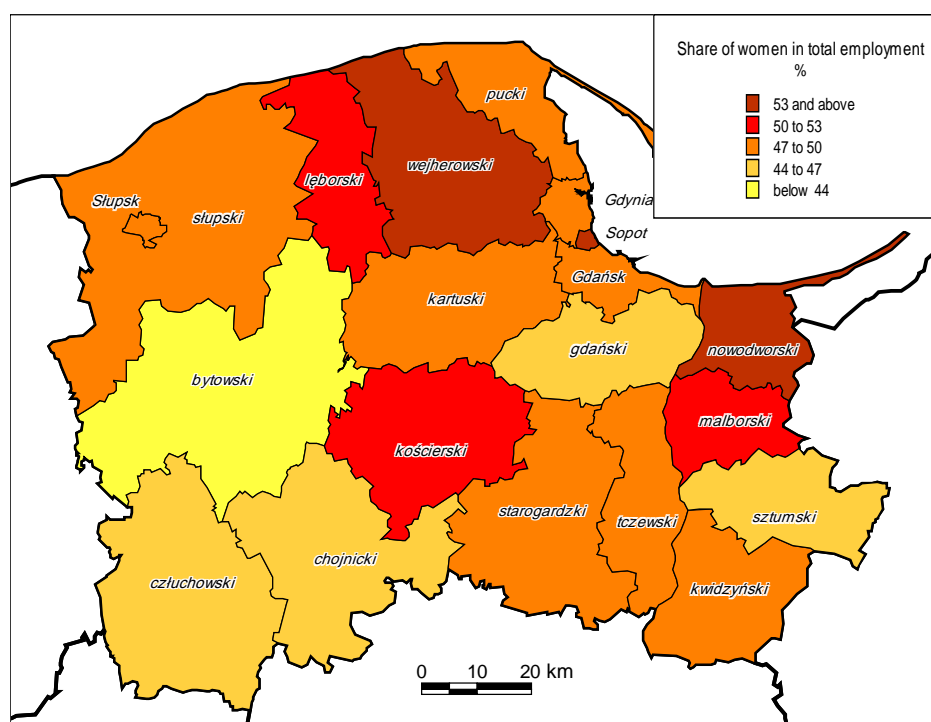 Share of women in total employment
%
53 and above
50 to 53
47 to 50
44 to 47
below 44
pucki
wejherowski
lęborski
Słupsk
słupski
Gdynia
Sopot
Gdańsk
kartuski
gdański
nowodworski
bytowski
malborski
kościerski
starogardzki
tczewski
sztumski
chojnicki
człuchowski
kwidzyński
0 10 20 km